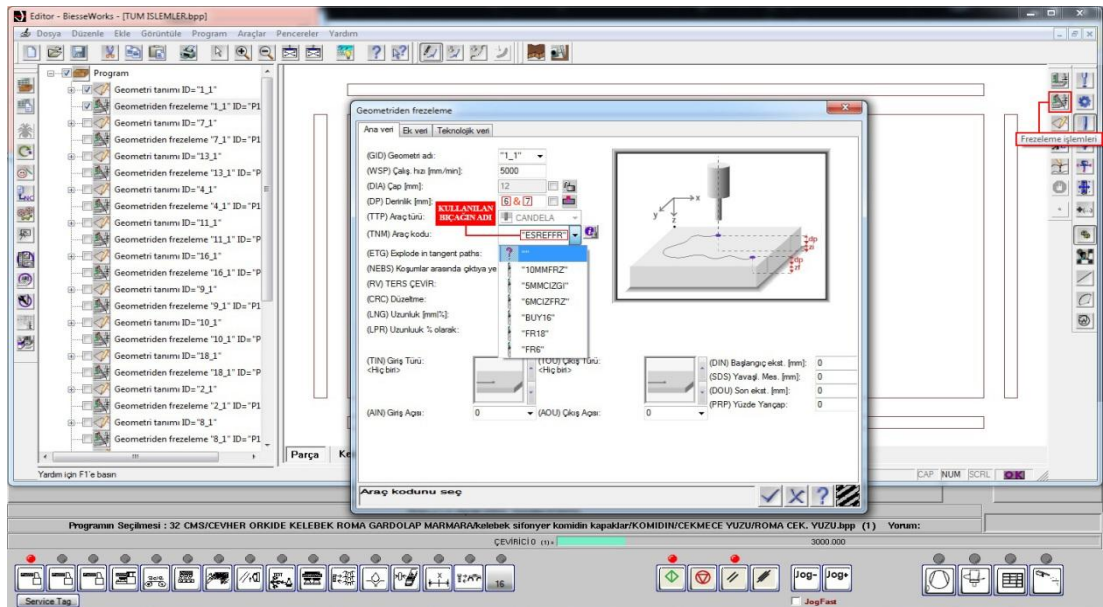 Editor - BiesseWorks - [TUM ISLEMLER.bpp]
Dosya Düzenle Ekle Görüntüle Program Araçlar Pencereler Yardım
Program
Geometri tanımı ID="1_1"
Geometriden frezeleme "1_1" ID="P1
Geometri tanımı ID="7_1"
Geometriden frezeleme "7_1" ID="P1
Geometri tanımı ID="13_1"
Geometriden frezeleme "13_1" ID="P
Geometri tanımı ID="4_1"
Geometriden frezeleme "4_1" ID="P1
Geometri tanımı ID="11_1"
Geometriden frezeleme "11_1" ID="P
Geometri tanımı ID="16_1"
Geometriden frezeleme "16_1" ID="P
Geometri tanımı ID="9_1"
Geometriden frezeleme "9_1" ID="P1
Geometri tanımı ID="10_1"
Geometriden frezeleme "10_1" ID="P
Geometri tanımı ID="18_1"
Geometriden frezeleme "18_1" ID="P
Geometri tanımı ID="2_1"
Geometriden frezeleme "2_1" ID="P1
Geometri tanımı ID="8_1"
Geometriden frezeleme "8_1" ID="P1
Parça Ke
Frezeleme işlemleri
Geometriden frezeleme
Ana veri Ek veri Teknolojik veri
(GID) Geometri adı: "1_1"
(WSP) Çalış. hızı [mm/min]: 5000
(DIA) Çap [mm]: 12
(DP) Derinlik [mm]: 6 & 7
(TTP) Araç türü: CANDELA
KULLANILAN
BIÇAĞIN ADI
(TNM) Araç kodu: "ESREFFR"
(ETG) Explode in tangent paths:
(NEBS) Koşumlar arasında çıktıya ye
(RV) TERS ÇEVİR:
(CRC) Düzeltme:
(LNG) Uzunluk [mm/%]:
(LPR) Uzunluuk % olarak:
""
"10MMFRZ"
"5MMCIZGI"
"6MCIZFRZ"
"BUY16"
"FR18"
"FR6"
x
y
z
dp
zf
dp
zf
(TIN) Giriş Türü:
<Hiç biri>
(TOU) Çıkış Türü:
<Hiç biri>
(AIN) Giriş Açısı: 0
(AOU) Çıkış Açısı: 0
(DIN) Başlangıç ekst. [mm]: 0
(SDS) Yavaşl. Mes. [mm]: 0
(DOU) Son ekst. [mm]: 0
(PRP) Yüzde Yarıçap: 0
Araç kodunu seç
Yardım için F1'e basın
CAP NUM SCRL OK
Programın Seçilmesi : 32 CMS/CEVHER ORKIDE KELEBEK ROMA GARDOLAP MARMARA/kelebek sifonyer komidin kapaklar/KOMIDIN/CEKMECE YUZU/ROMA CEK. YUZU.bpp (1) Yorum:
ÇEVİRİCİ 0 (1)= 3000.000
16
Jog- Jog+
JogFast
Service Tag